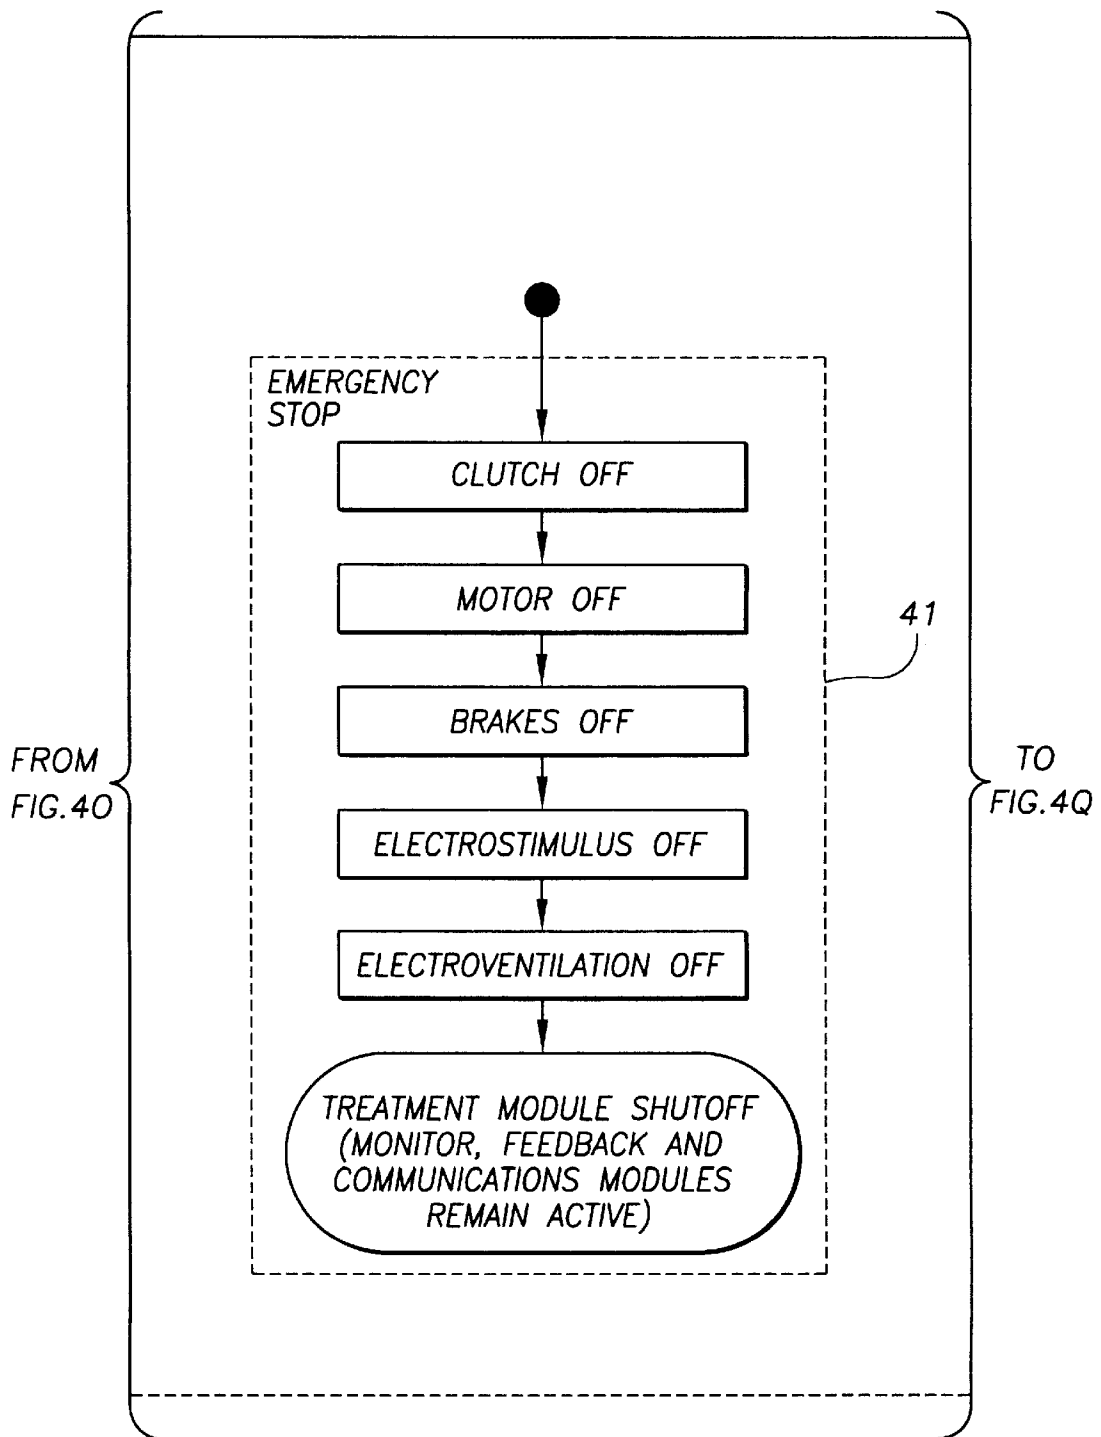 EMERGENCY
STOP
CLUTCH OFF
MOTOR OFF
41
BRAKES OFF
FROM
FIG.4O
TO
FIG.4Q
ELECTROSTIMULUS OFF
ELECTROVENTILATION OFF
TREATMENT MODULE SHUTOFF
(MONITOR, FEEDBACK AND
COMMUNICATIONS MODULES
REMAIN ACTIVE)